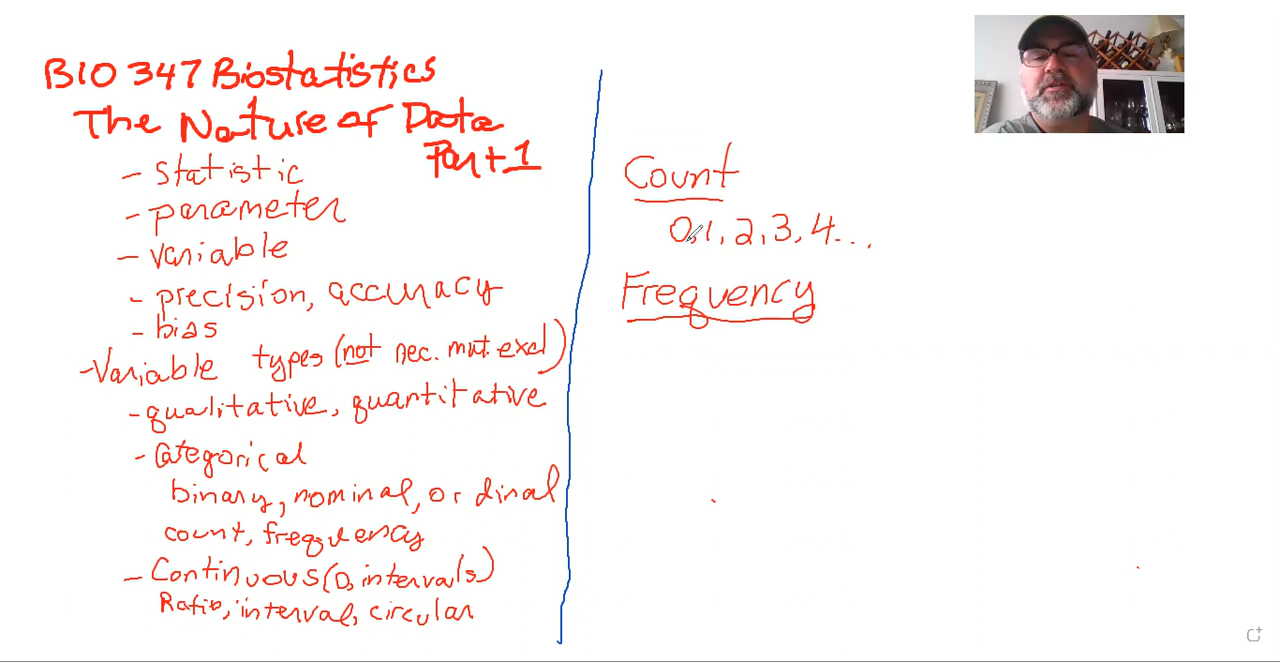 BIO 347 Biostatistics
The Nature of Data
Part 1
- statistic
- parameter
- variable
- precision, accuracy
- bias
- Variable types (not nec. mut. excl)
- qualitative, quantitative
- Categorical
binary, nominal, ordinal
count, frequency
- Continuous (0, intervals)
Ratio, interval, circular
Count
0, 1, 2, 3, 4...
Frequency